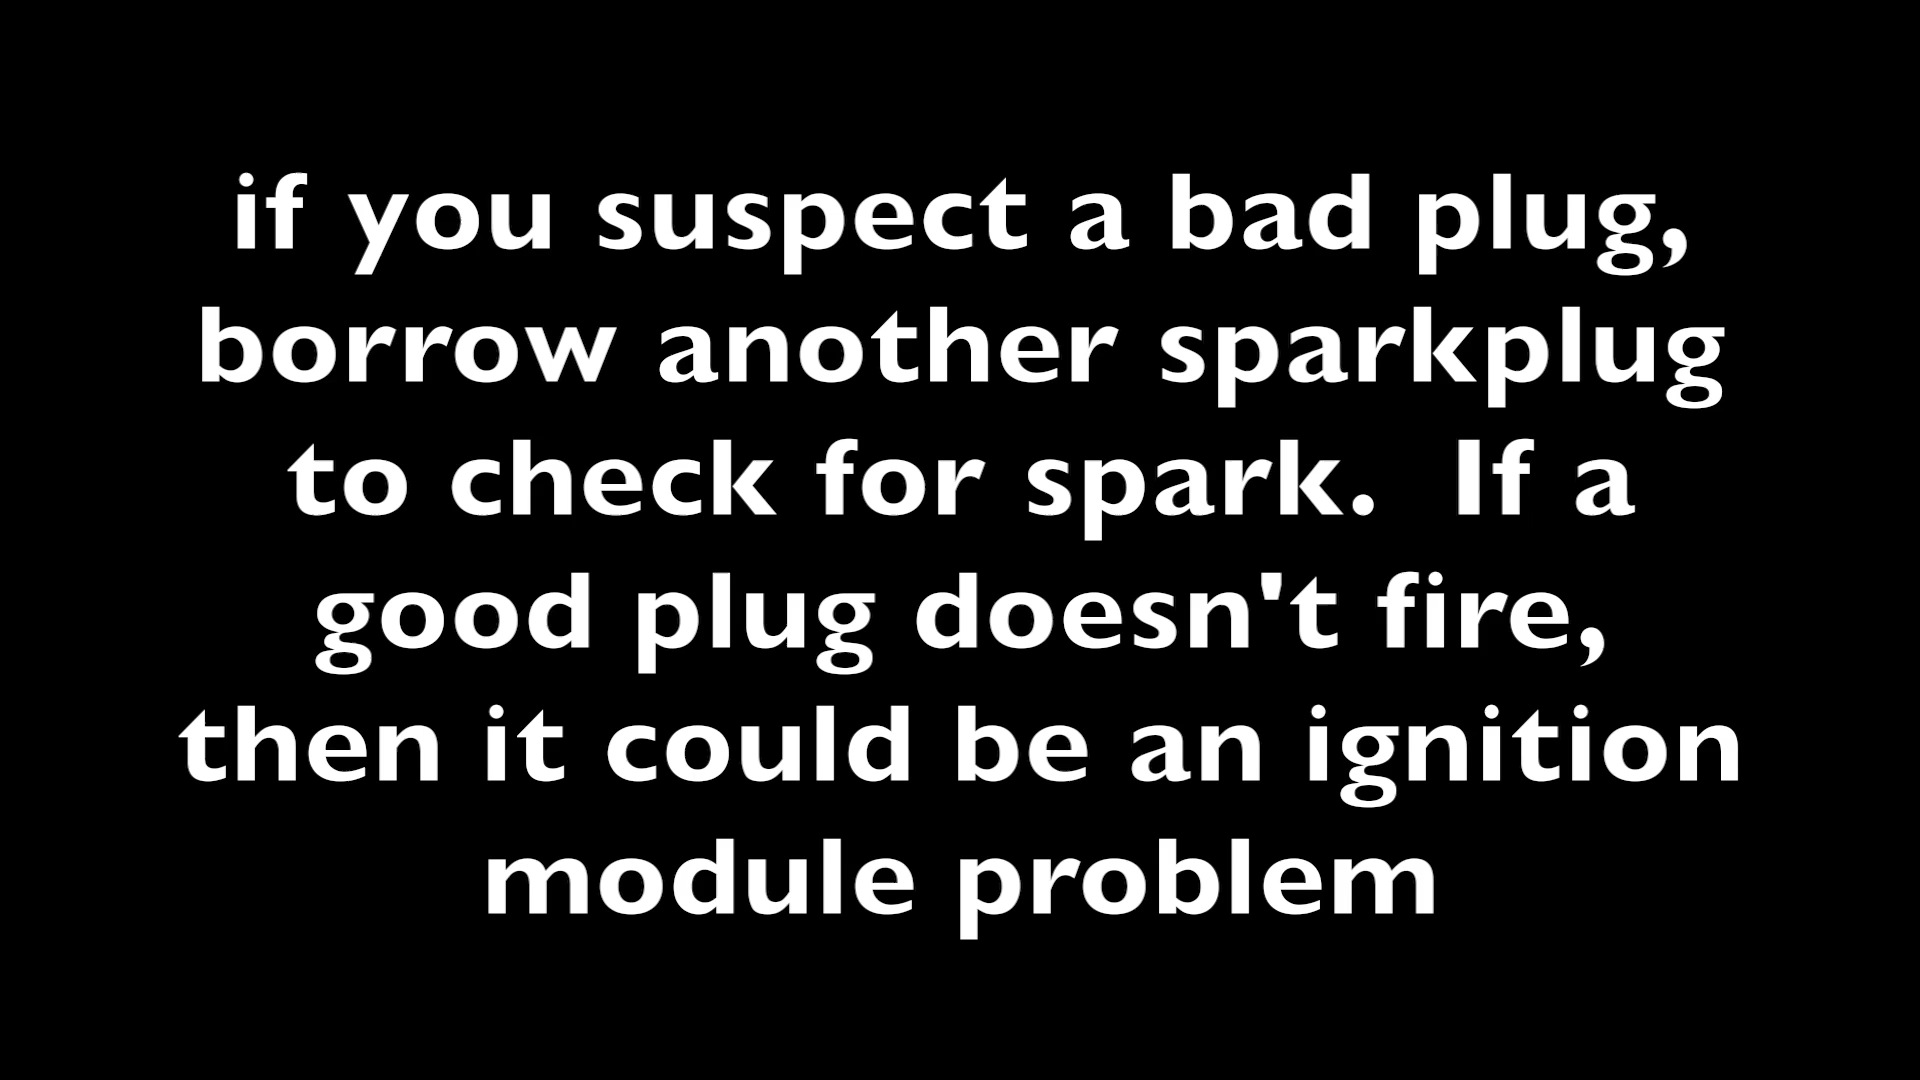 if you suspect a bad plug,
borrow another sparkplug
to check for spark.  If a
good plug doesn't fire,
then it could be an ignition
module problem